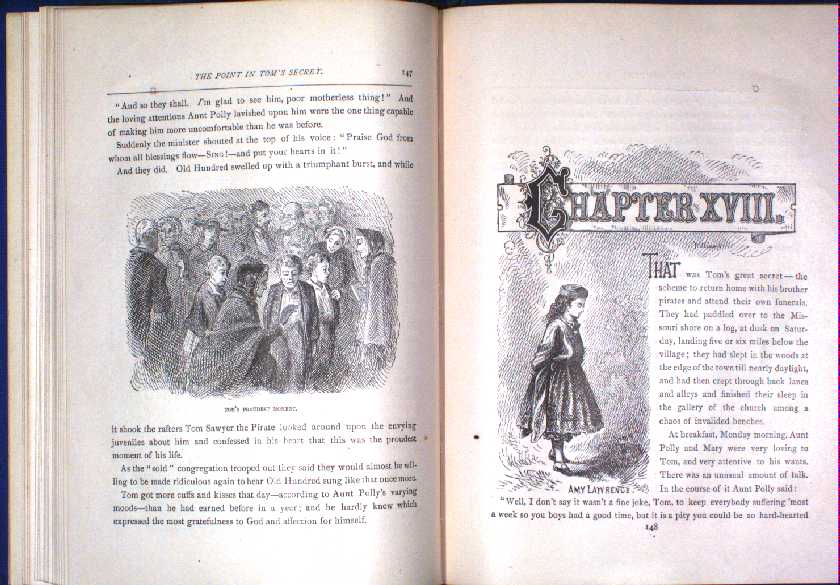 THE POINT IN TOM'S SECRET. 147
"And so they shall. I'm glad to see him, poor motherless thing!" And
the loving attentions Aunt Polly lavished upon him were the one thing capable
of making him more uncomfortable than he was before.
Suddenly the minister shouted at the top of his voice: "Praise God from
whom all blessings flow—SING!—and put your hearts in it!"
And they did. Old Hundred swelled up with a triumphant burst, and while
TOM'S PROUDEST MOMENT.
it shook the rafters Tom Sawyer the Pirate looked around upon the envying
juveniles about him and confessed in his heart that this was the proudest
moment of his life.
As the "sold" congregation trooped out they said they would almost be wil-
ling to be made ridiculous again to hear Old Hundred sung like that once more.
Tom got more cuffs and kisses that day—according to Aunt Polly's varying
moods—than he had earned before in a year; and he hardly knew which
expressed the most gratefulness to God and affection for himself.
CHAPTER XVIII.
THAT was Tom's great secret—the
scheme to return home with his brother
pirates and attend their own funerals.
They had paddled over to the Mis-
souri shore on a log, at dusk on Satur-
day, landing five or six miles below the
village; they had slept in the woods at
the edge of the town till nearly daylight,
and had then crept through back lanes
and alleys and finished their sleep in
the gallery of the church among a
chaos of invalided benches.
At breakfast, Monday morning, Aunt
Polly and Mary were very loving to
Tom, and very attentive to his wants.
There was an unusual amount of talk.
In the course of it Aunt Polly said:
AMY LAWRENCE.
"Well, I don't say it wasn't a fine joke, Tom, to keep everybody suffering 'most
a week so you boys had a good time, but it is a pity you could be so hard-hearted
148